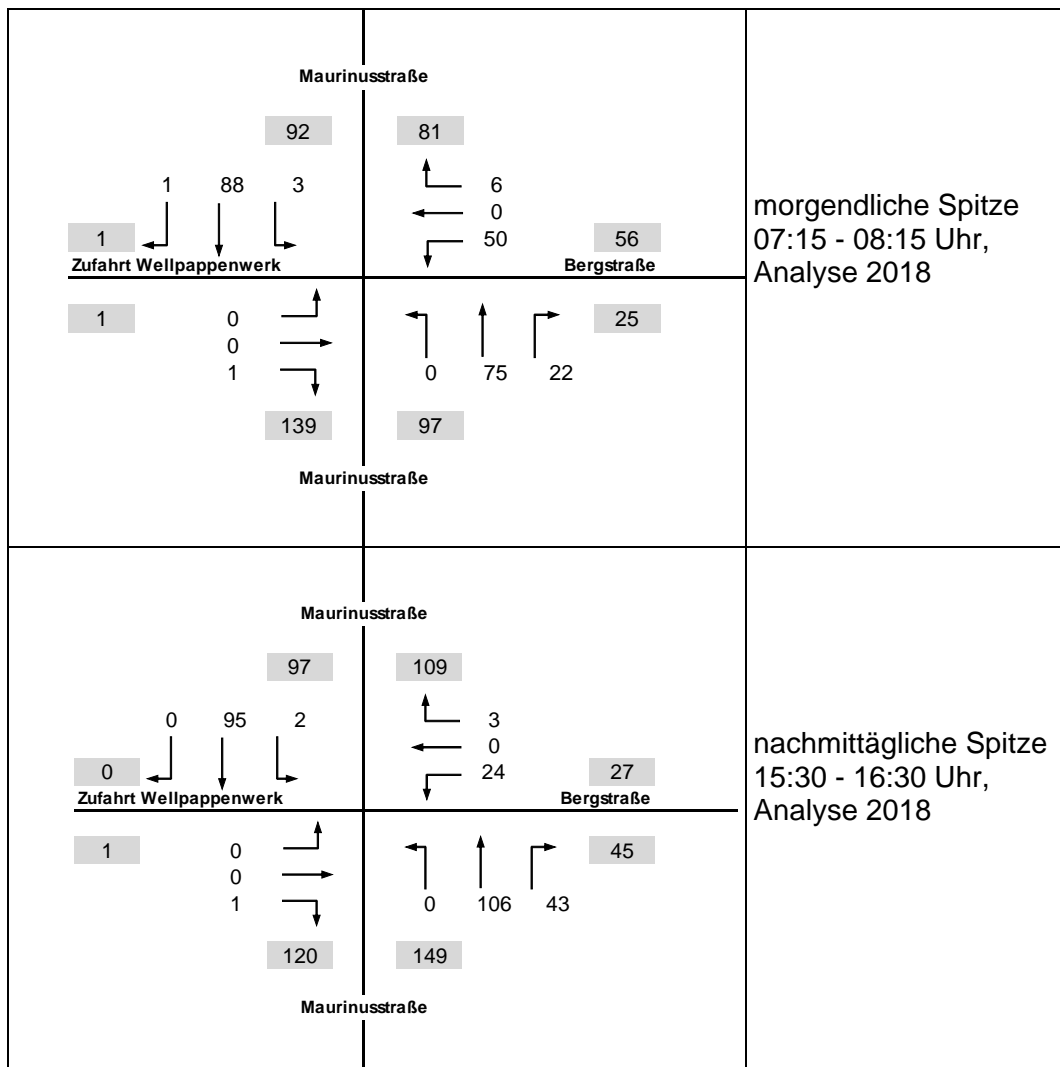 Maurinusstraße
92 81
1 88 3 6
0
50
1 56
Zufahrt Wellpappenwerk Bergstraße
1 0 25
0
1 0 75 22
139 97
Maurinusstraße
morgendliche Spitze
07:15 - 08:15 Uhr,
Analyse 2018
Maurinusstraße
97 109
0 95 2 3
0
24
0 27
Zufahrt Wellpappenwerk Bergstraße
1 0 45
0
1 0 106 43
120 149
Maurinusstraße
nachmittägliche Spitze
15:30 - 16:30 Uhr,
Analyse 2018